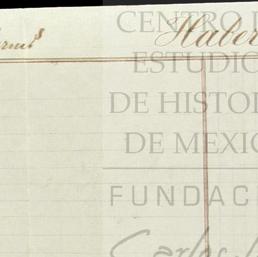 Haber
CENTRO
ESTUDIO
DE HISTOR
DE MEXIC
FUNDAC
Carlos